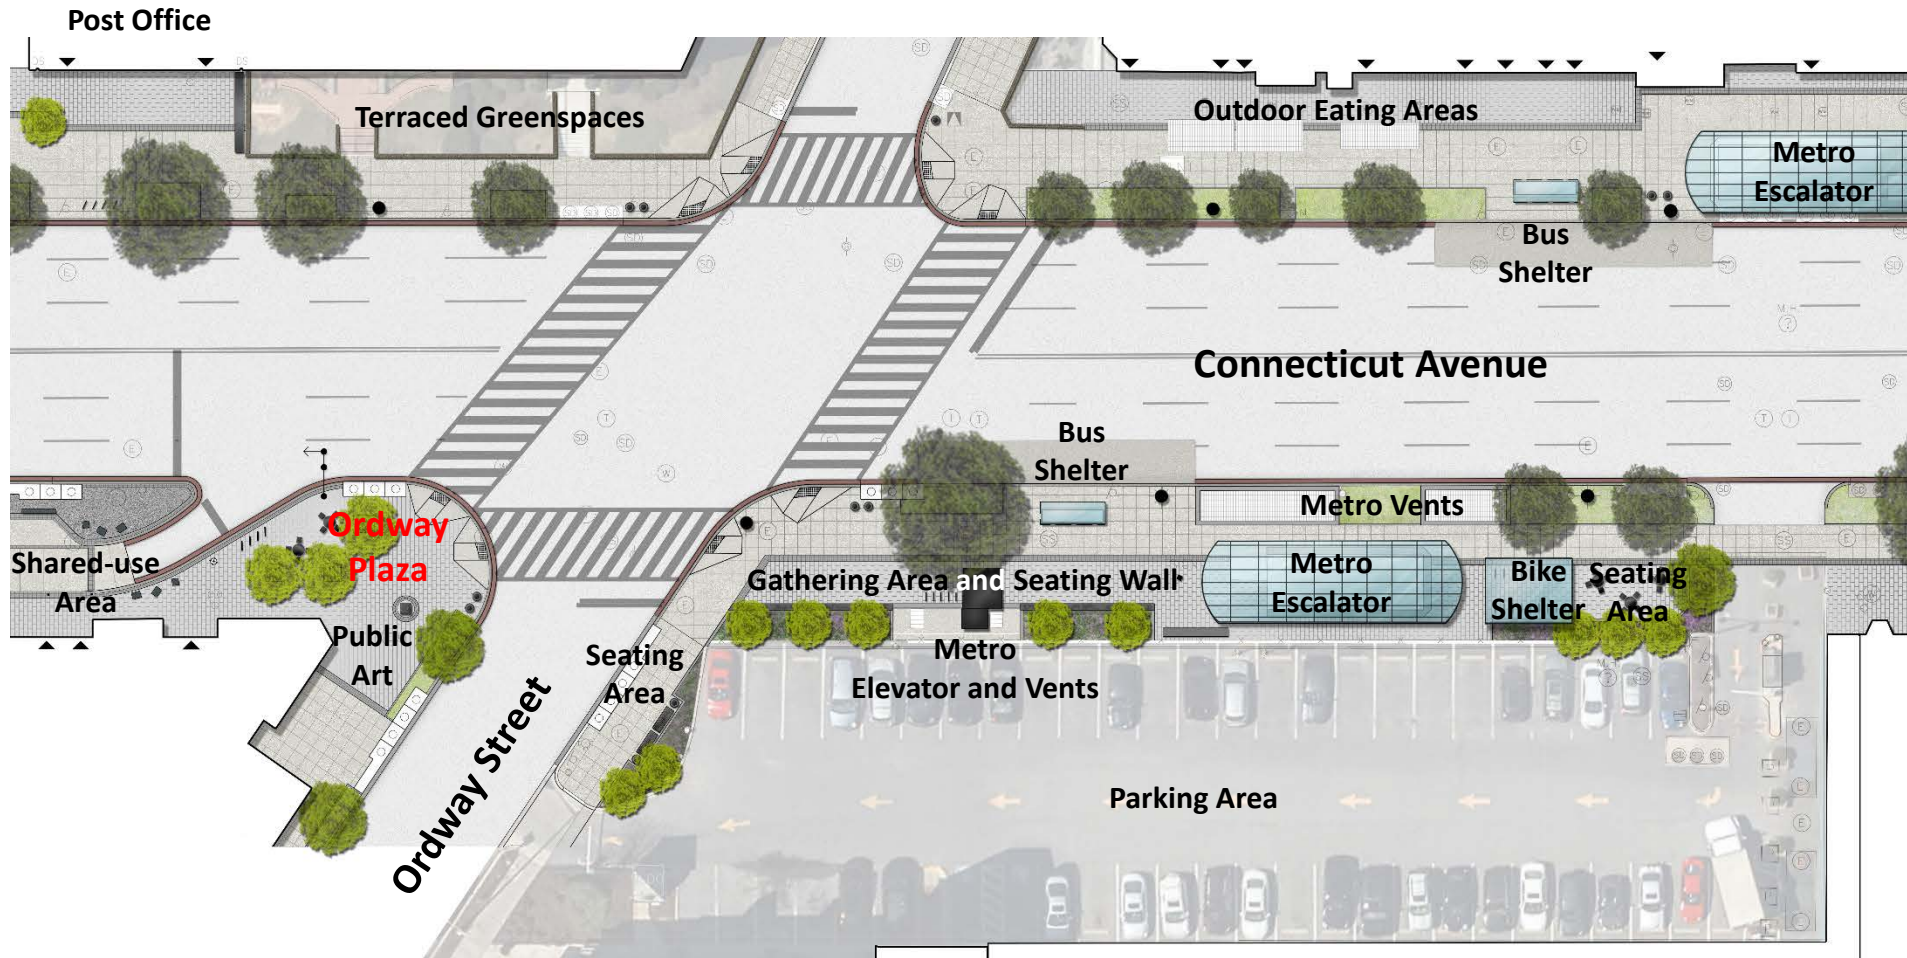 Post Office
Terraced Greenspaces
Outdoor Eating Areas
Metro
Escalator
Bus
Shelter
Connecticut Avenue
Bus
Shelter
Metro Vents
Ordway
Plaza
Shared-use
Area
Gathering Area and Seating Wall
Metro
Escalator
Bike
Shelter
Seating
Area
Public
Art
Seating
Area
Metro
Elevator and Vents
Ordway Street
Parking Area